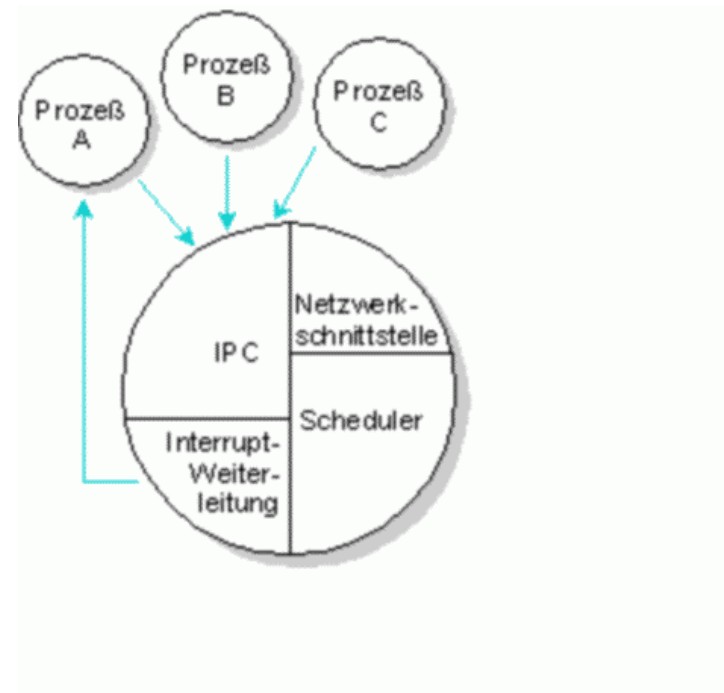 Prozeß
A
Prozeß
B
Prozeß
C
IPC
Netzwerk-
schnittstelle
Scheduler
Interrupt-
Weiter-
leitung